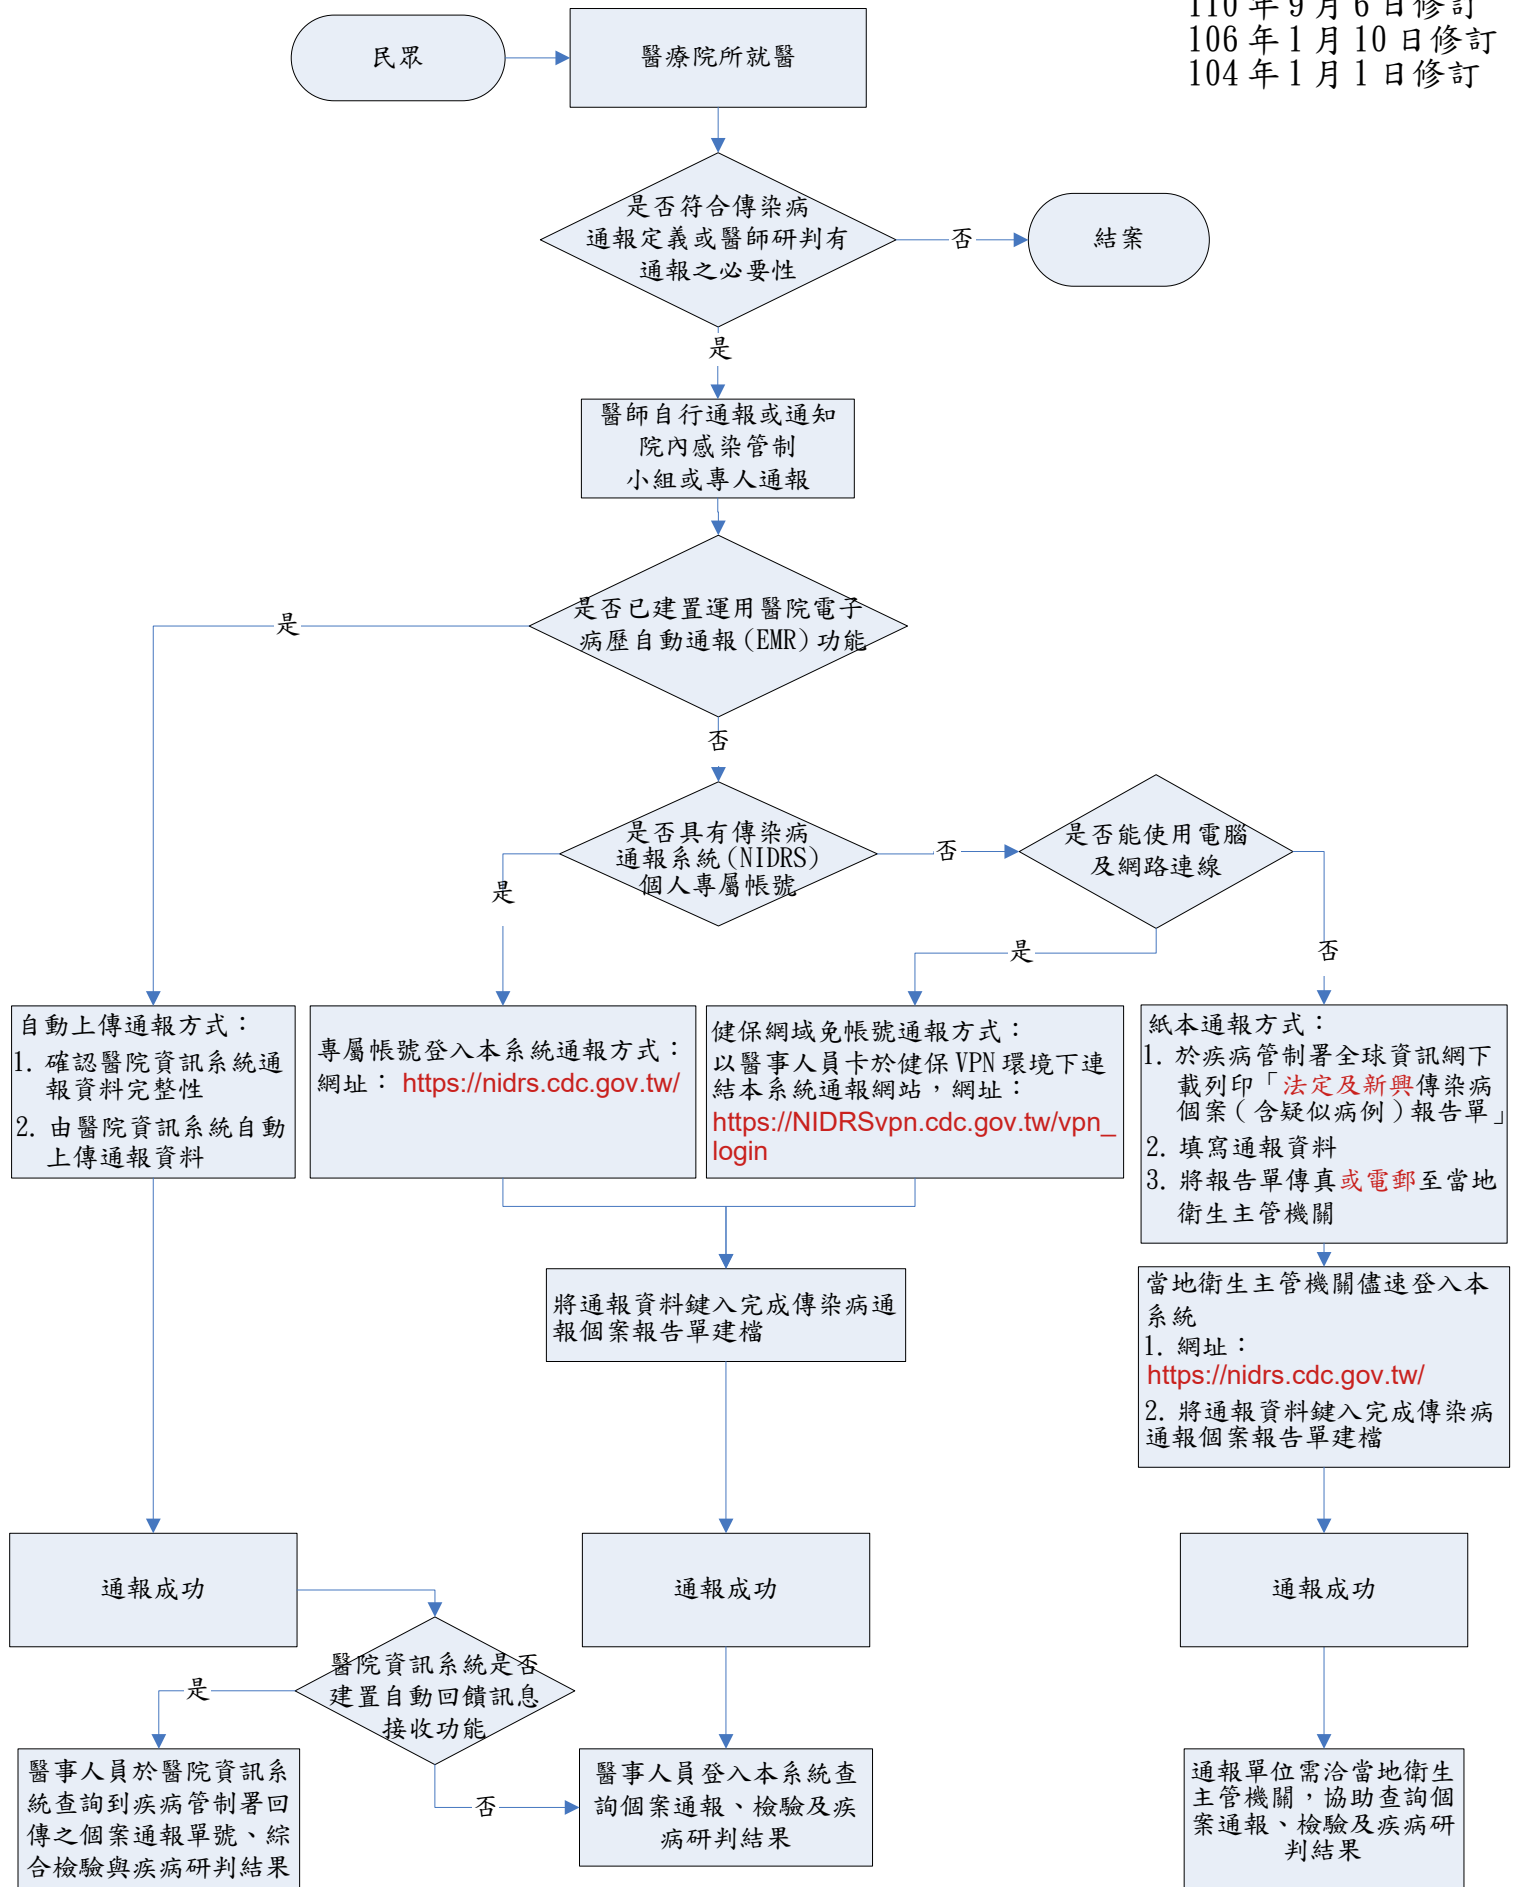 110年9月6日修訂
106年1月10日修訂
104年1月1日修訂
民眾
醫療院所就醫
是否符合傳染病
通報定義或醫師研判有
通報之必要性
否
結案
是
醫師自行通報或通知
院內感染管制
小組或專人通報
是否已建置運用醫院電子
病歷自動通報(EMR)功能
是
否
是否具有傳染病
通報系統(NIDRS)
個人專屬帳號
否
是否能使用電腦
及網路連線
是
是
否
自動上傳通報方式：
1. 確認醫院資訊系統通
報資料完整性
2. 由醫院資訊系統自動
上傳通報資料
專屬帳號登入本系統通報方式：
網址： https://nidrs.cdc.gov.tw/
健保網域免帳號通報方式：
以醫事人員卡於健保VPN環境下連
結本系統通報網站，網址：
https://NIDRSvpn.cdc.gov.tw/vpn_
login
紙本通報方式：
1. 於疾病管制署全球資訊網下
載列印「法定及新興傳染病
個案(含疑似病例)報告單」
2. 填寫通報資料
3. 將報告單傳真或電郵至當地
衛生主管機關
將通報資料鍵入完成傳染病通
報個案報告單建檔
當地衛生主管機關儘速登入本
系統
1. 網址：
https://nidrs.cdc.gov.tw/
2. 將通報資料鍵入完成傳染病
通報個案報告單建檔
通報成功
通報成功
通報成功
醫院資訊系統是否
建置自動回饋訊息
接收功能
是
否
醫事人員於醫院資訊系
統查詢到疾病管制署回
傳之個案通報單號、綜
合檢驗與疾病研判結果
醫事人員登入本系統查
詢個案通報、檢驗及疾
病研判結果
通報單位需洽當地衛生
主管機關，協助查詢個
案通報、檢驗及疾病研
判結果